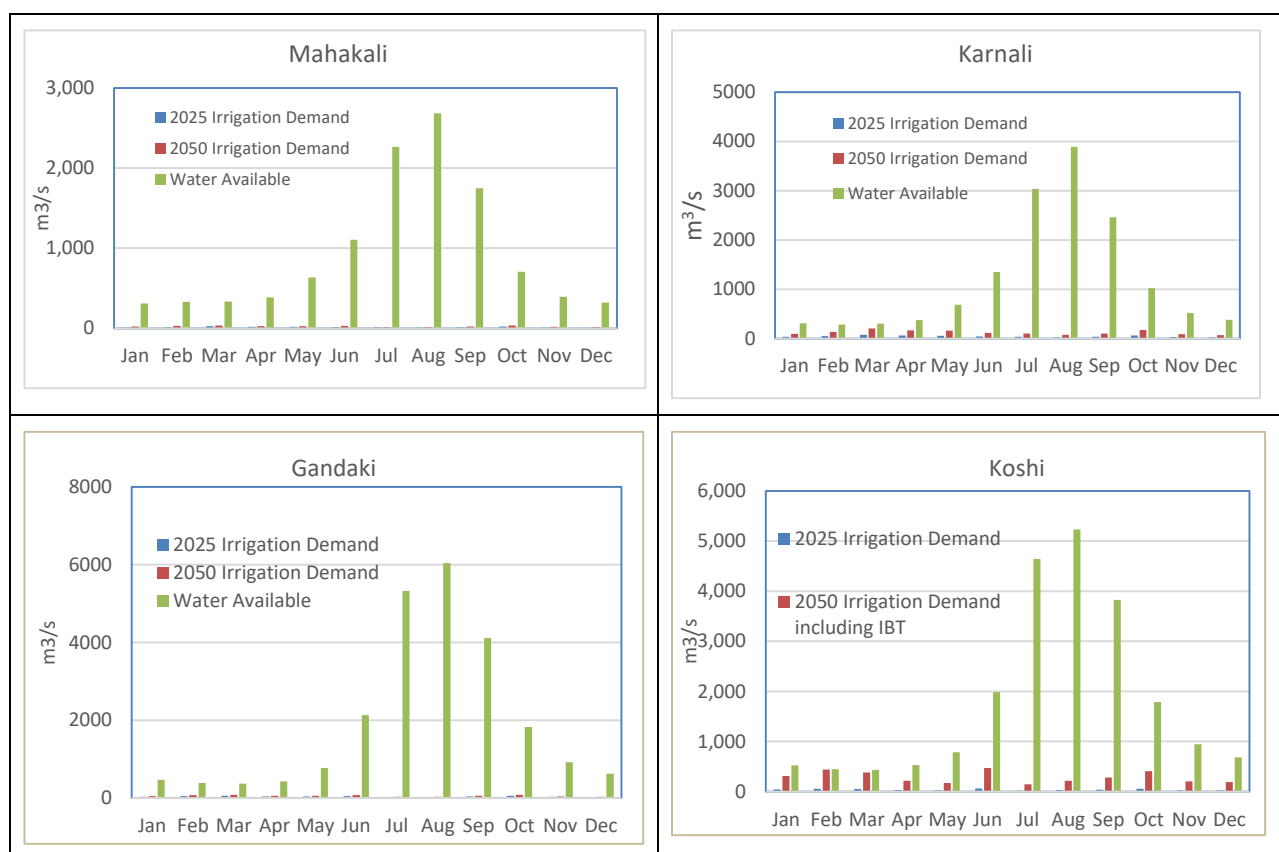 Mahakali
3,000
2,000
1,000
0
m3/s
2025 Irrigation Demand
2050 Irrigation Demand
Water Available
Jan Feb Mar Apr May Jun Jul Aug Sep Oct Nov Dec
Karnali
5000
4000
3000
2000
1000
0
m³/s
2025 Irrigation Demand
2050 Irrigation Demand
Water Available
Jan Feb Mar Apr May Jun Jul Aug Sep Oct Nov Dec
Gandaki
8000
6000
4000
2000
0
m3/s
2025 Irrigation Demand
2050 Irrigation Demand
Water Available
Jan Feb Mar Apr May Jun Jul Aug Sep Oct Nov Dec
Koshi
6,000
5,000
4,000
3,000
2,000
1,000
0
m3/s
2025 Irrigation Demand
2050 Irrigation Demand
including IBT
Jan Feb Mar Apr May Jun Jul Aug Sep Oct Nov Dec